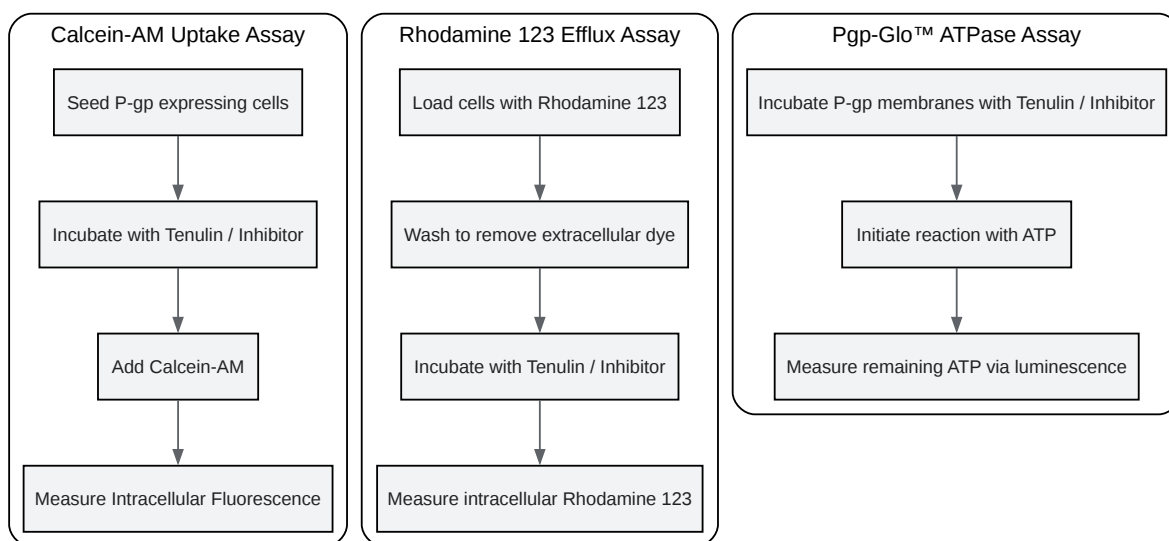 Calcein-AM Uptake Assay
Seed P-gp expressing cells
Incubate with Tenulin / Inhibitor
Add Calcein-AM
Measure Intracellular Fluorescence
Rhodamine 123 Efflux Assay
Load cells with Rhodamine 123
Wash to remove extracellular dye
Incubate with Tenulin / Inhibitor
Measure intracellular Rhodamine 123
Pgp-Glo™ ATPase Assay
Incubate P-gp membranes with Tenulin / Inhibitor
Initiate reaction with ATP
Measure remaining ATP via luminescence